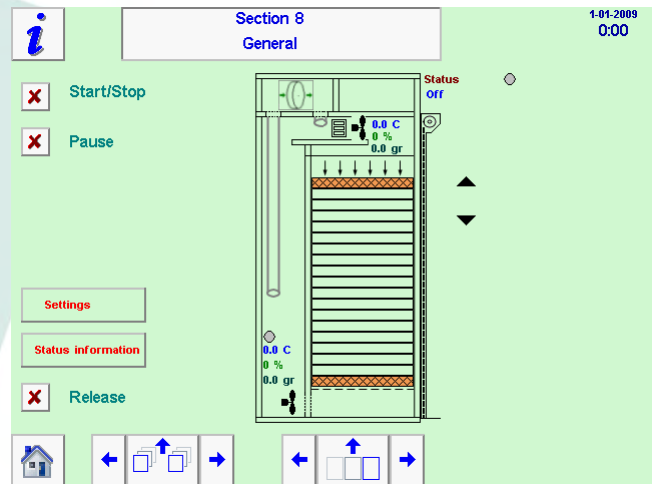 i
Section 8
General
1-01-2009
0:00
Start/Stop
Pause
Status
Off
0.0 C
0 %
0.0 gr
Settings
Status information
0.0 C
0 %
0.0 gr
Release